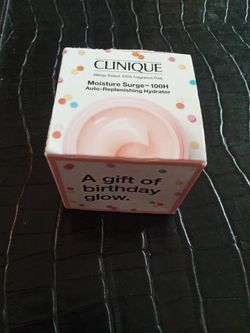 CLINIQUE
Allergy Tested. 100% Fragrance Free.
Moisture Surge™ 100H
Auto-Replenishing Hydrator
A gift of
birthday
glow.